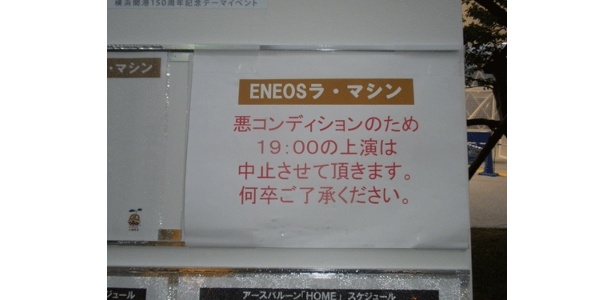 横浜開港150周年記念テーマイベント
・マシン
ENEOSラ・マシン
悪コンディションのため
19:00の上演は
中止させて頂きます。
何卒ご了承ください。
ジュール
アースバルーン「HOME」 スケジュール